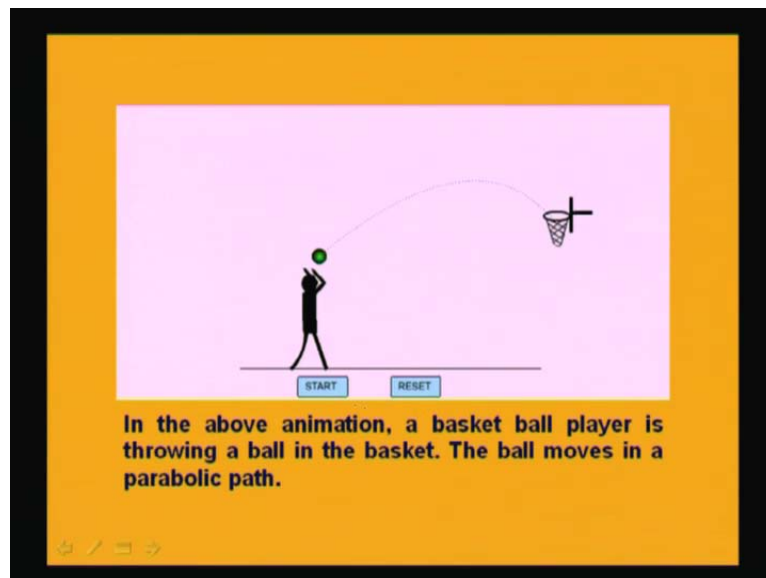 START RESET
In the above animation, a basket ball player is
throwing a ball in the basket. The ball moves in a
parabolic path.